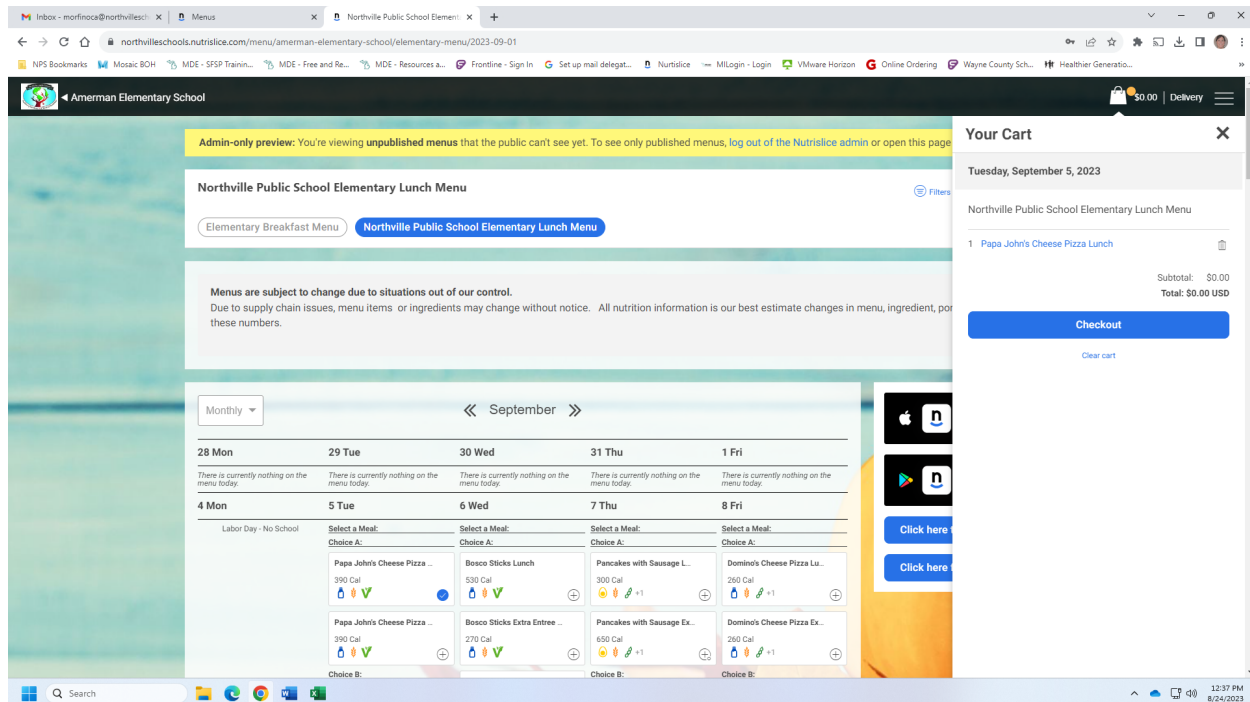 Inbox - morfinoca@northvillesch
Menus
Northville Public School Element
northvilleschools.nutrislice.com/menu/amerman-elementary-school/elementary-menu/2023-09-01
NPS Bookmarks Mosaic BOH MDE - SFSP Trainin... MDE - Free and Re... MDE - Resources a... Frontline - Sign In Set up mail delegat... Nurtislice MILogin - Login VMware Horizon Online Ordering Wayne County Sch... Healthier Generatio... »
Amerman Elementary School
$0.00 | Delivery
Admin-only preview: You're viewing unpublished menus that the public can't see yet. To see only published menus, log out of the Nutrislice admin or open this page
Northville Public School Elementary Lunch Menu
Filters
Elementary Breakfast Menu
Northville Public School Elementary Lunch Menu
Menus are subject to change due to situations out of our control.
Due to supply chain issues, menu items or ingredients may change without notice. All nutrition information is our best estimate changes in menu, ingredient, por
these numbers.
Your Cart
Tuesday, September 5, 2023
Northville Public School Elementary Lunch Menu
1 Papa John's Cheese Pizza Lunch
Subtotal: $0.00
Total: $0.00 USD
Checkout
Clear cart
Monthly
September
28 Mon 29 Tue 30 Wed 31 Thu 1 Fri
There is currently nothing on the There is currently nothing on the There is currently nothing on the There is currently nothing on the There is currently nothing on the
menu today. menu today. menu today. menu today. menu today.
4 Mon 5 Tue 6 Wed 7 Thu 8 Fri
Labor Day - No School Select a Meal: Select a Meal: Select a Meal: Select a Meal:
Choice A: Choice A: Choice A: Choice A:
Papa John's Cheese Pizza ... Bosco Sticks Lunch Pancakes with Sausage L... Domino's Cheese Pizza Lu...
390 Cal 530 Cal 300 Cal 260 Cal
+1 +1
Papa John's Cheese Pizza ... Bosco Sticks Extra Entree ... Pancakes with Sausage Ex... Domino's Cheese Pizza Ex...
390 Cal 270 Cal 650 Cal 260 Cal
+1 +1
Choice B: Choice B: Choice B:
n
n
Click here
Click here
Search
12:37 PM
8/24/2023